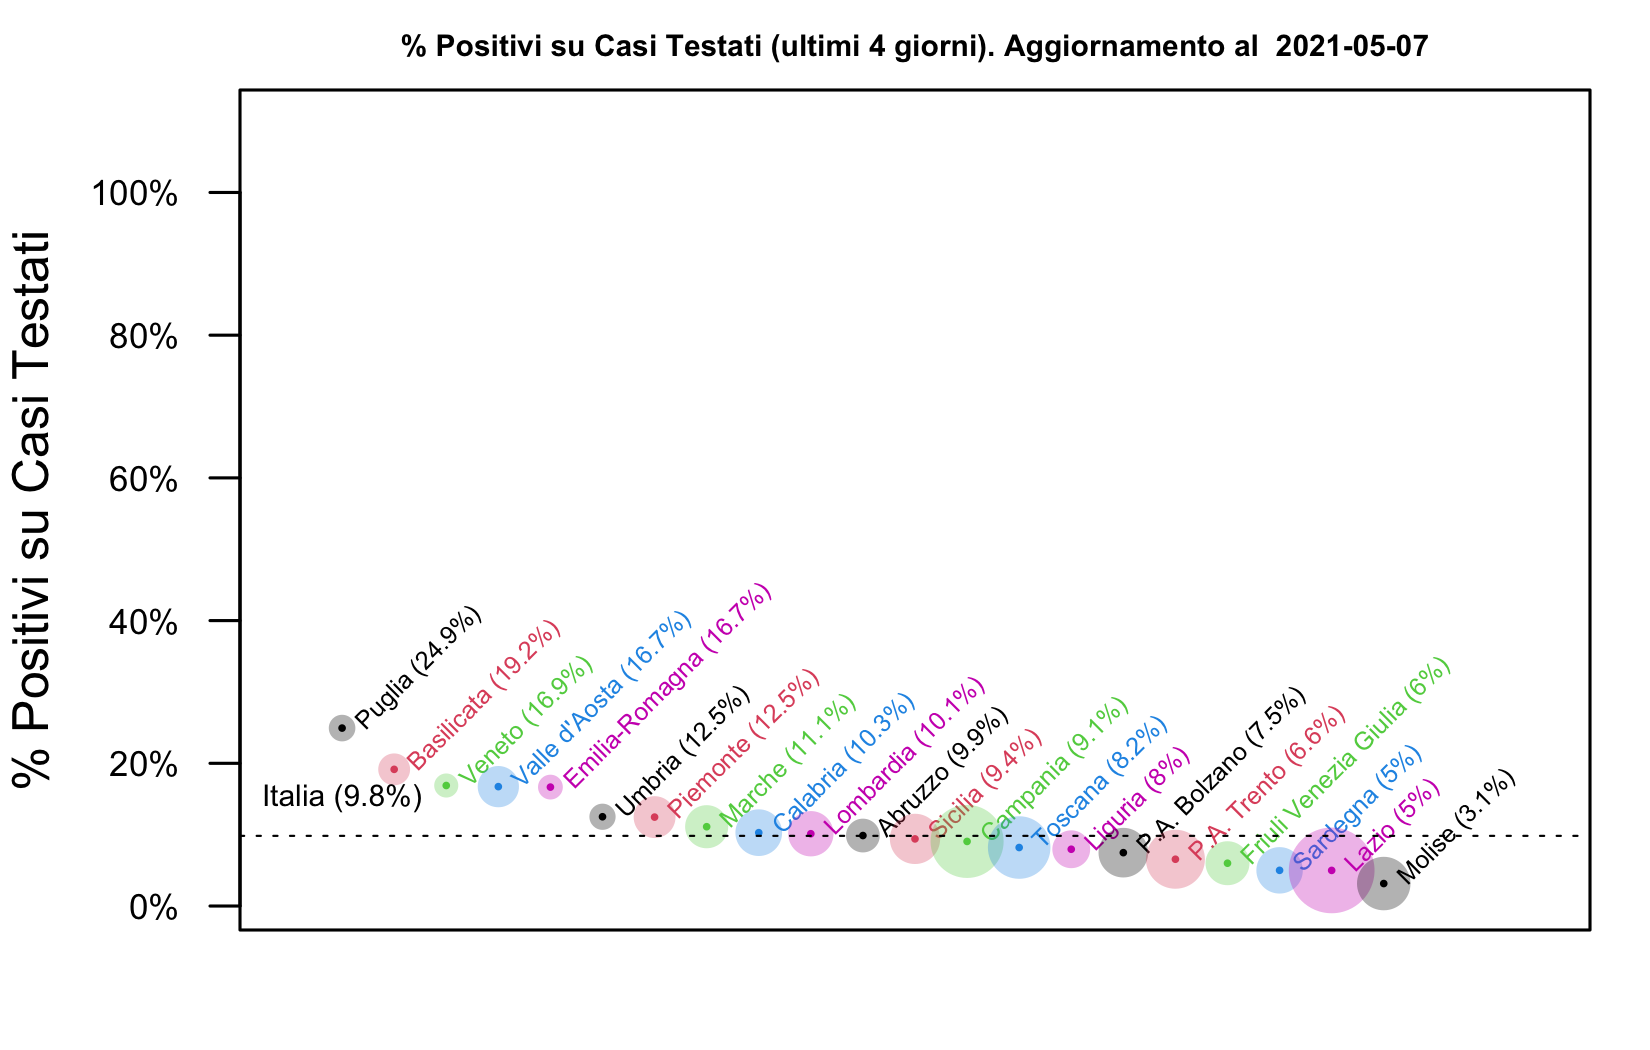 % Positivi su Casi Testati (ultimi 4 giorni). Aggiornamento al  2021-05-07
% Positivi su Casi Testati
100%
80%
60%
40%
20%
0%
Italia (9.8%)
Puglia (24.9%)
Basilicata (19.2%)
Veneto (16.9%)
Valle d'Aosta (16.7%)
Emilia-Romagna (16.7%)
Umbria (12.5%)
Piemonte (12.5%)
Marche (11.1%)
Calabria (10.3%)
Lombardia (10.1%)
Abruzzo (9.9%)
Sicilia (9.4%)
Campania (9.1%)
Toscana (8.2%)
Liguria (8%)
P.A. Bolzano (7.5%)
P.A. Trento (6.6%)
Friuli Venezia Giulia (6%)
Sardegna (5%)
Lazio (5%)
Molise (3.1%)